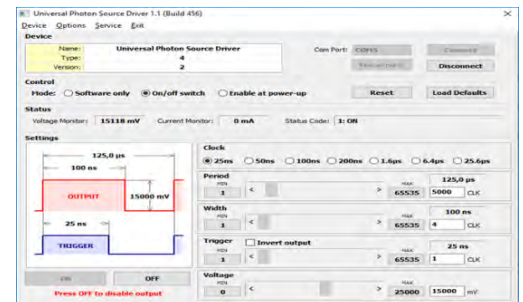 Universal Photon Source Driver 1.1 (Build 456)
Device Options Service Exit
Device
Name: Universal Photon Source Driver
Type: 4
Version: 2
Com Port: COM5 Connect
Disconnect
Control
Mode: Software only On/off switch Enable at power-up Reset Load Defaults
Status
Voltage Monitor: 15118 mV Current Monitor: 0 mA Status Code: 1: ON
Settings
125,0 µs
100 ns
OUTPUT 15000 mV
25 ns
TRIGGER
ON OFF
Press OFF to disable output
Clock
25ns 50ns 100ns 200ns 1.6µs 6.4µs 25.6µs
Period
MIN MAX 125,0 µs
1 < > 65535 5000 CLK
Width
MIN MAX 100 ns
1 < > 65535 4 CLK
Trigger Invert output
MIN MAX 25 ns
1 < > 65535 1 CLK
Voltage
MIN MAX
0 < > 25000 15000 mV